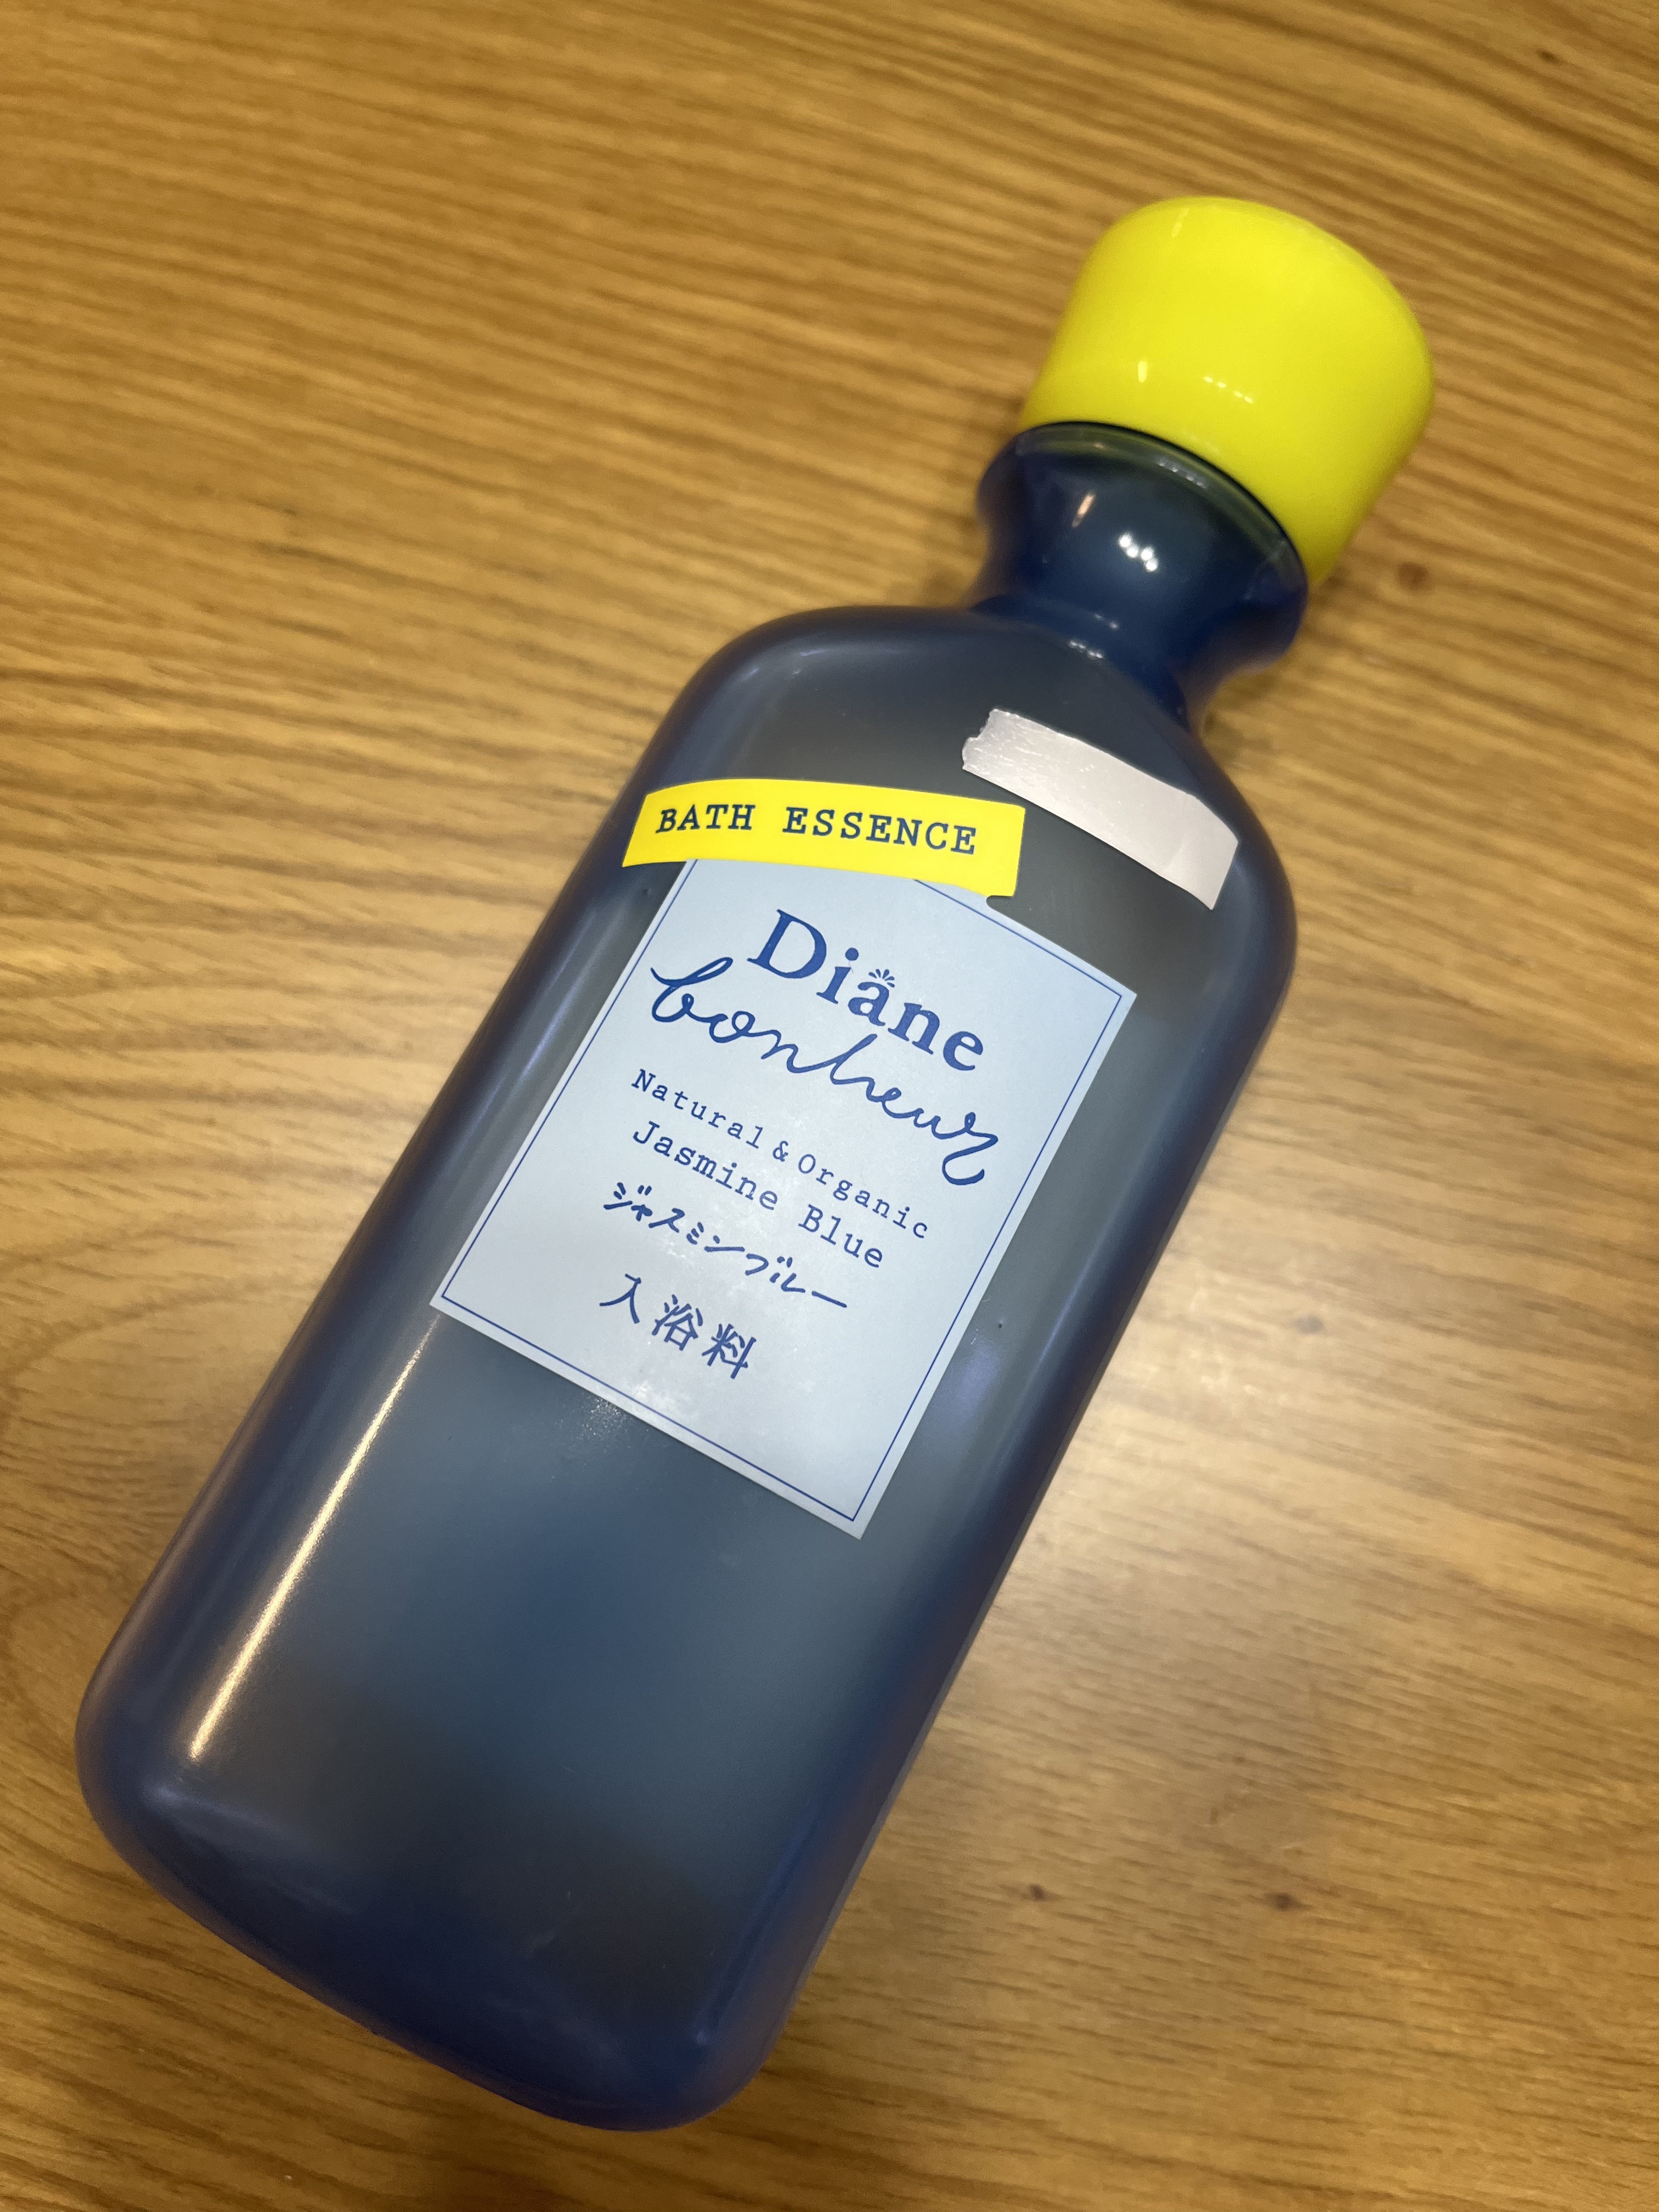 BATH ESSENCE
Diane
bonheur
Natural & Organic
Jasmine Blue
ジャスミンブルー
入浴料